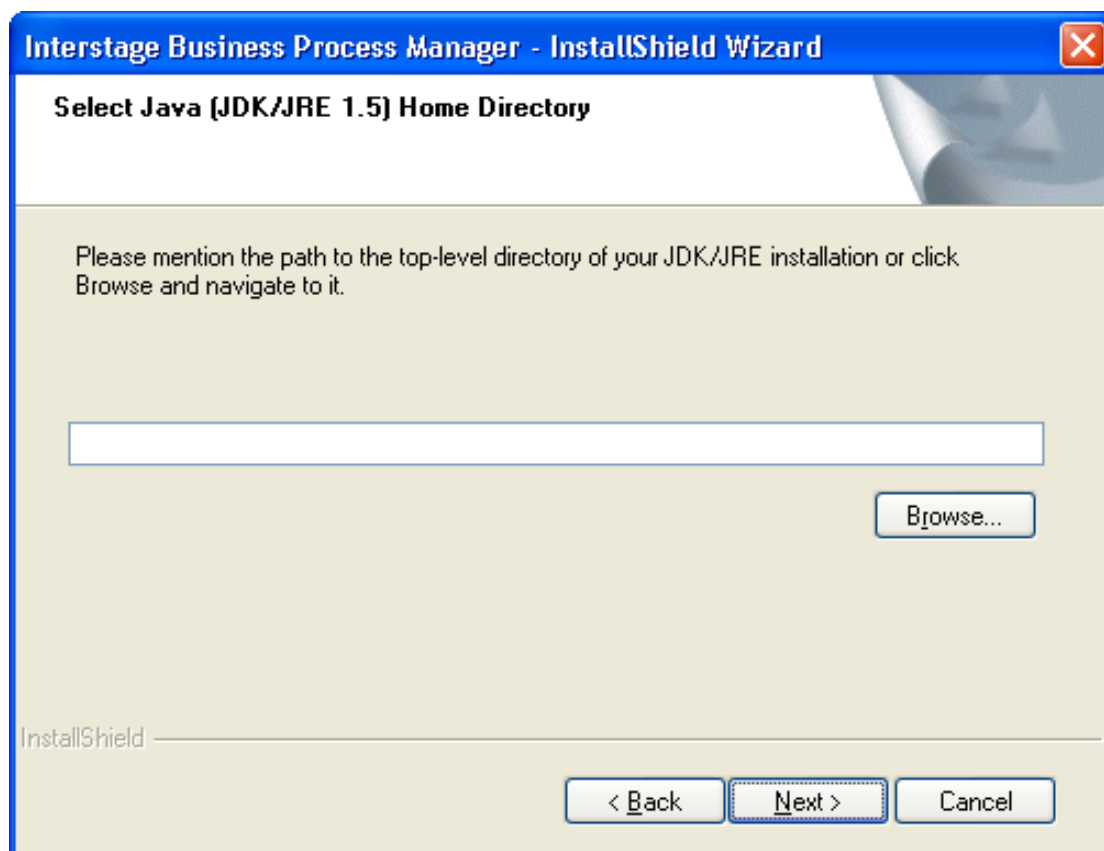 Interstage Business Process Manager - InstallShield Wizard
Select Java (JDK/JRE 1.5) Home Directory
Please mention the path to the top-level directory of your JDK/JRE installation or click
Browse and navigate to it.
Browse...
InstallShield
< Back
Next >
Cancel